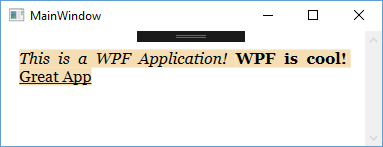 MainWindow
This is a WPF Application! WPF is cool!
Great App